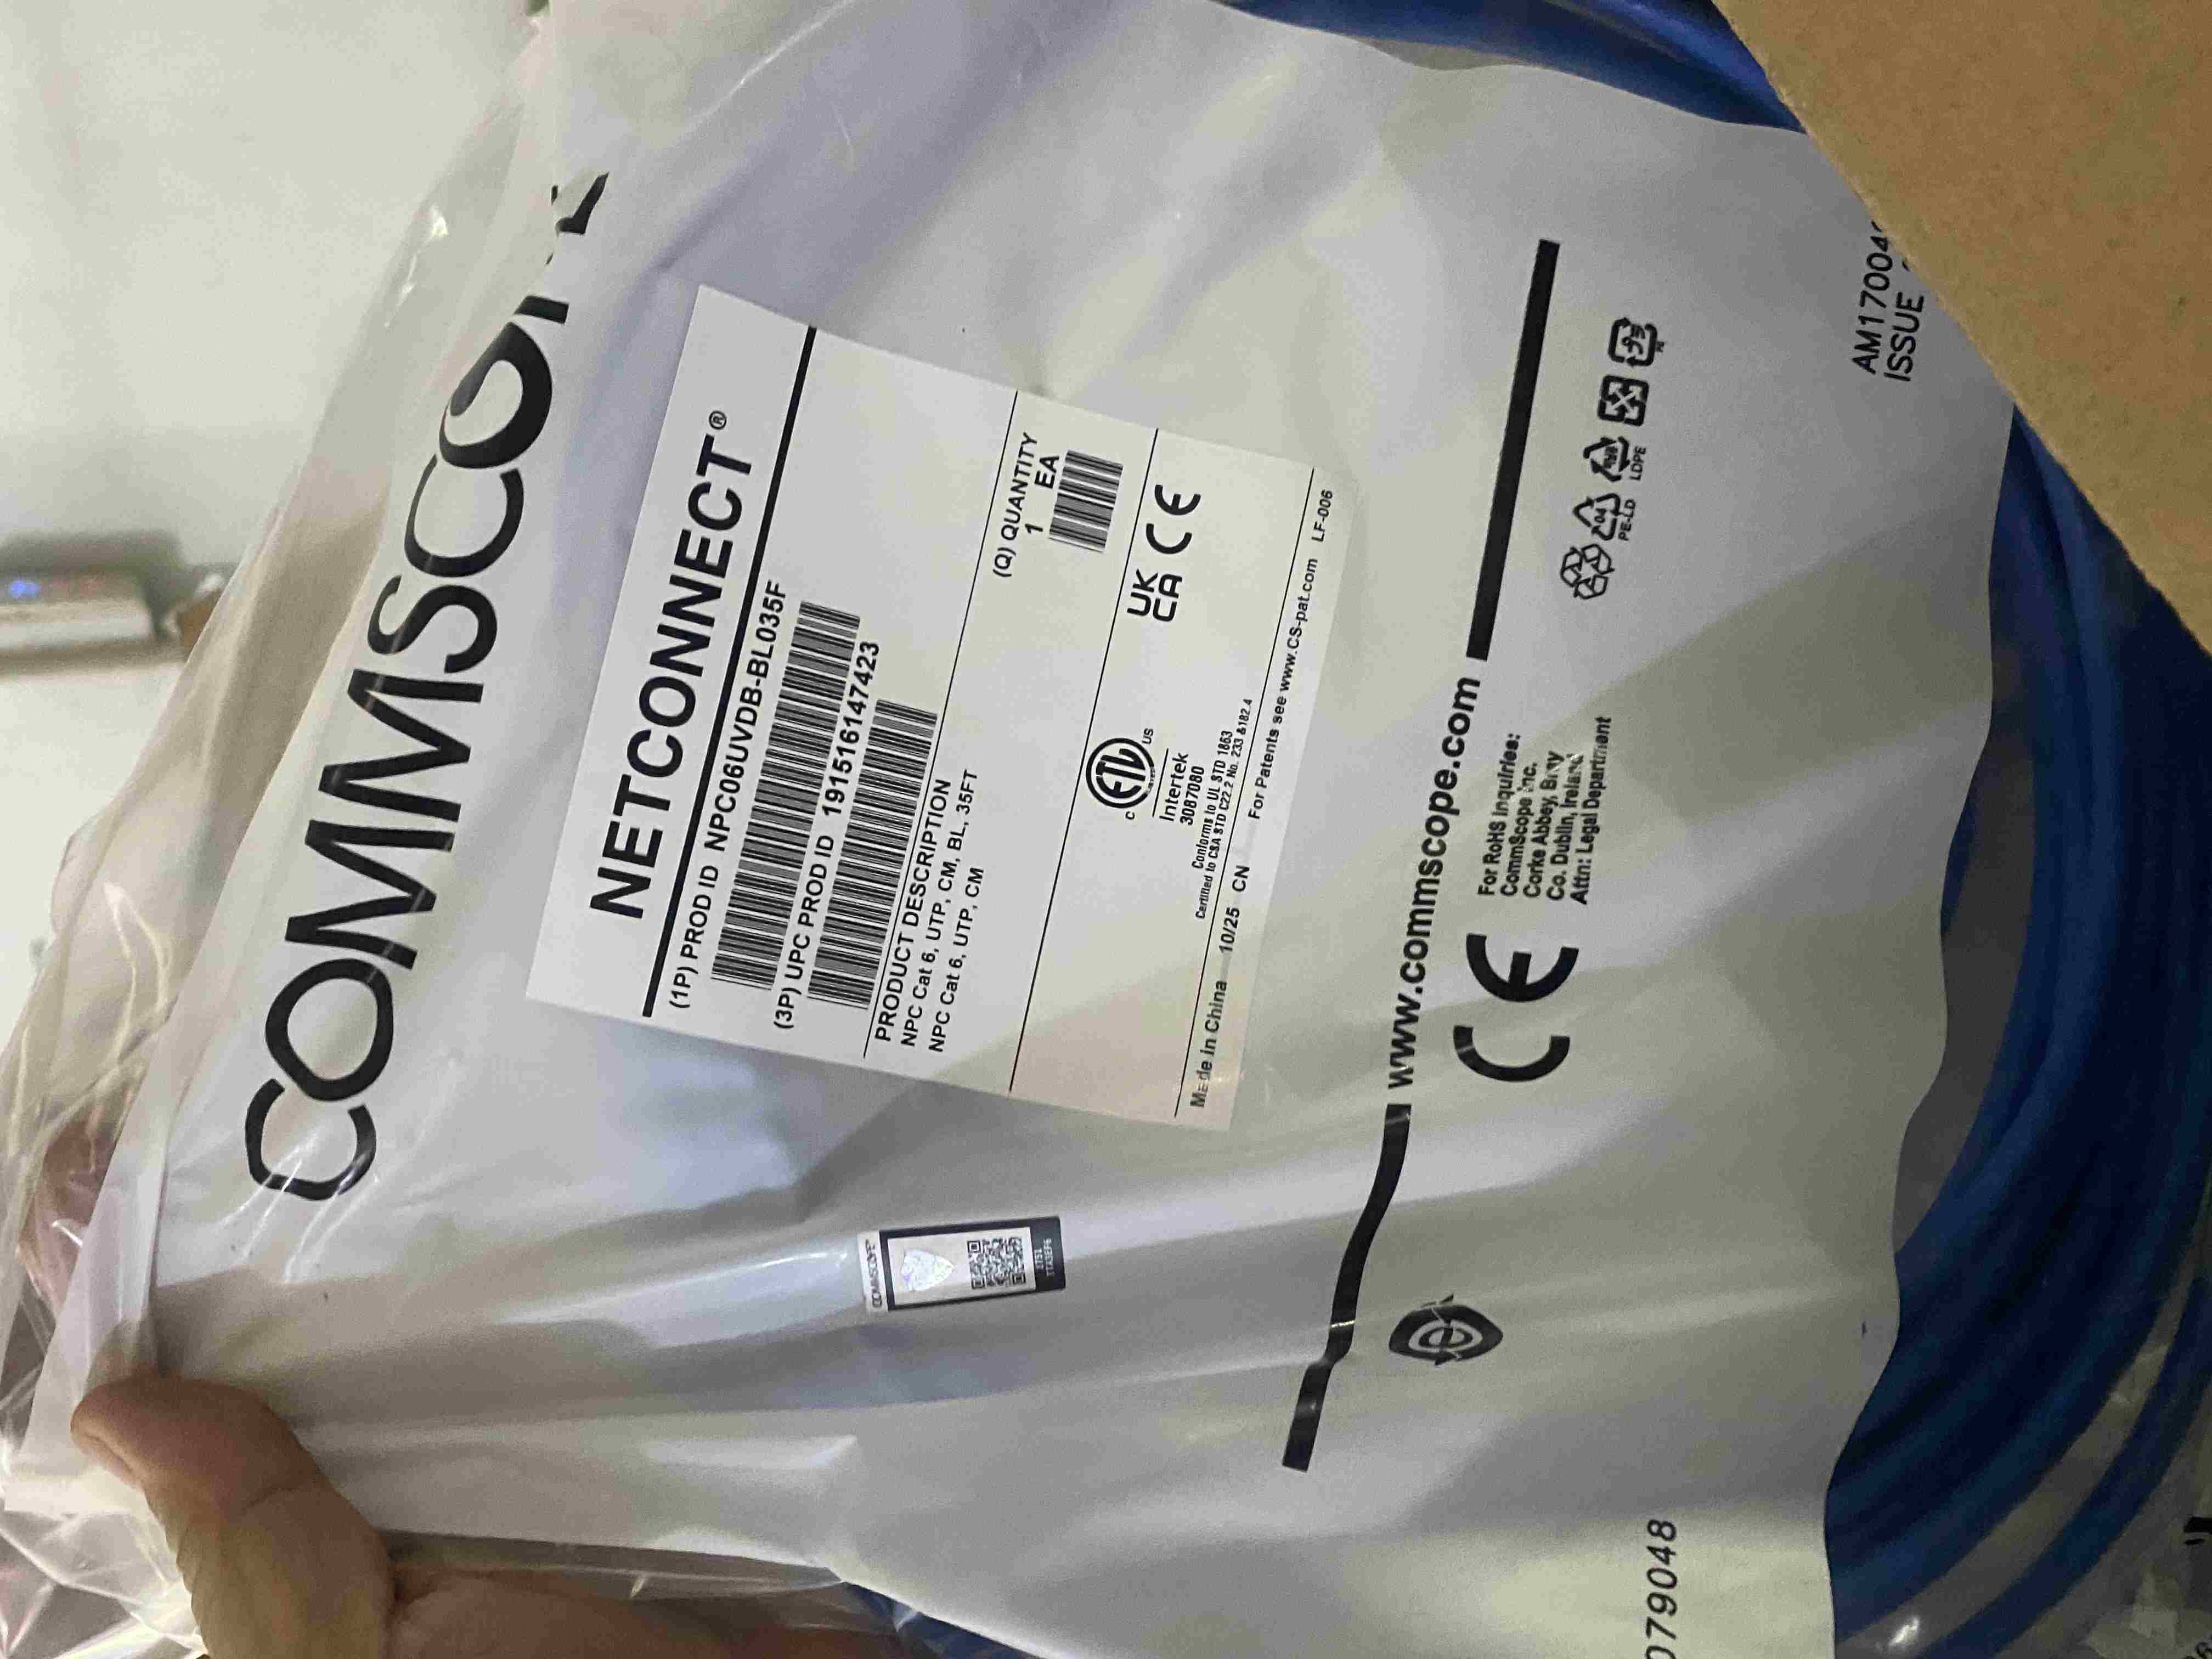 NETCONNECT®
(1P) PROD ID NPC06UVDB-BL035F
(3P) UPC PROD ID 191516147423
PRODUCT DESCRIPTION
NPC Cat 6, UTP, CM, BL, 35FT
NPC Cat 6, UTP, CM
(Q) QUANTITY
1 EA
C ETL US
Intertek
3087080
UK
CA
CE
Conforms to UL STD 1863
Certified to CSA STD C22.2 No. 233 & 182.4
Made in China 10/25 CN
For Patents see www.CS-pat.com LF-006
COMMSCOPE
www.commscope.com
CE
For RoHS Inquiries:
CommScope Inc.
Corke Abbey, Bray
Co. Dublin, Ireland
Attn: Legal Department
04
PE-LD
LDPE
e
ISSUE
0779048